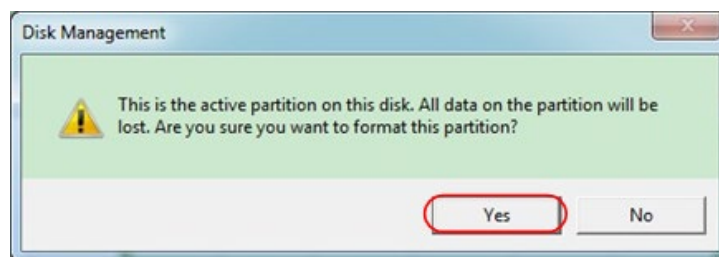 Disk Management
This is the active partition on this disk. All data on the partition will be
lost. Are you sure you want to format this partition?
Yes
No